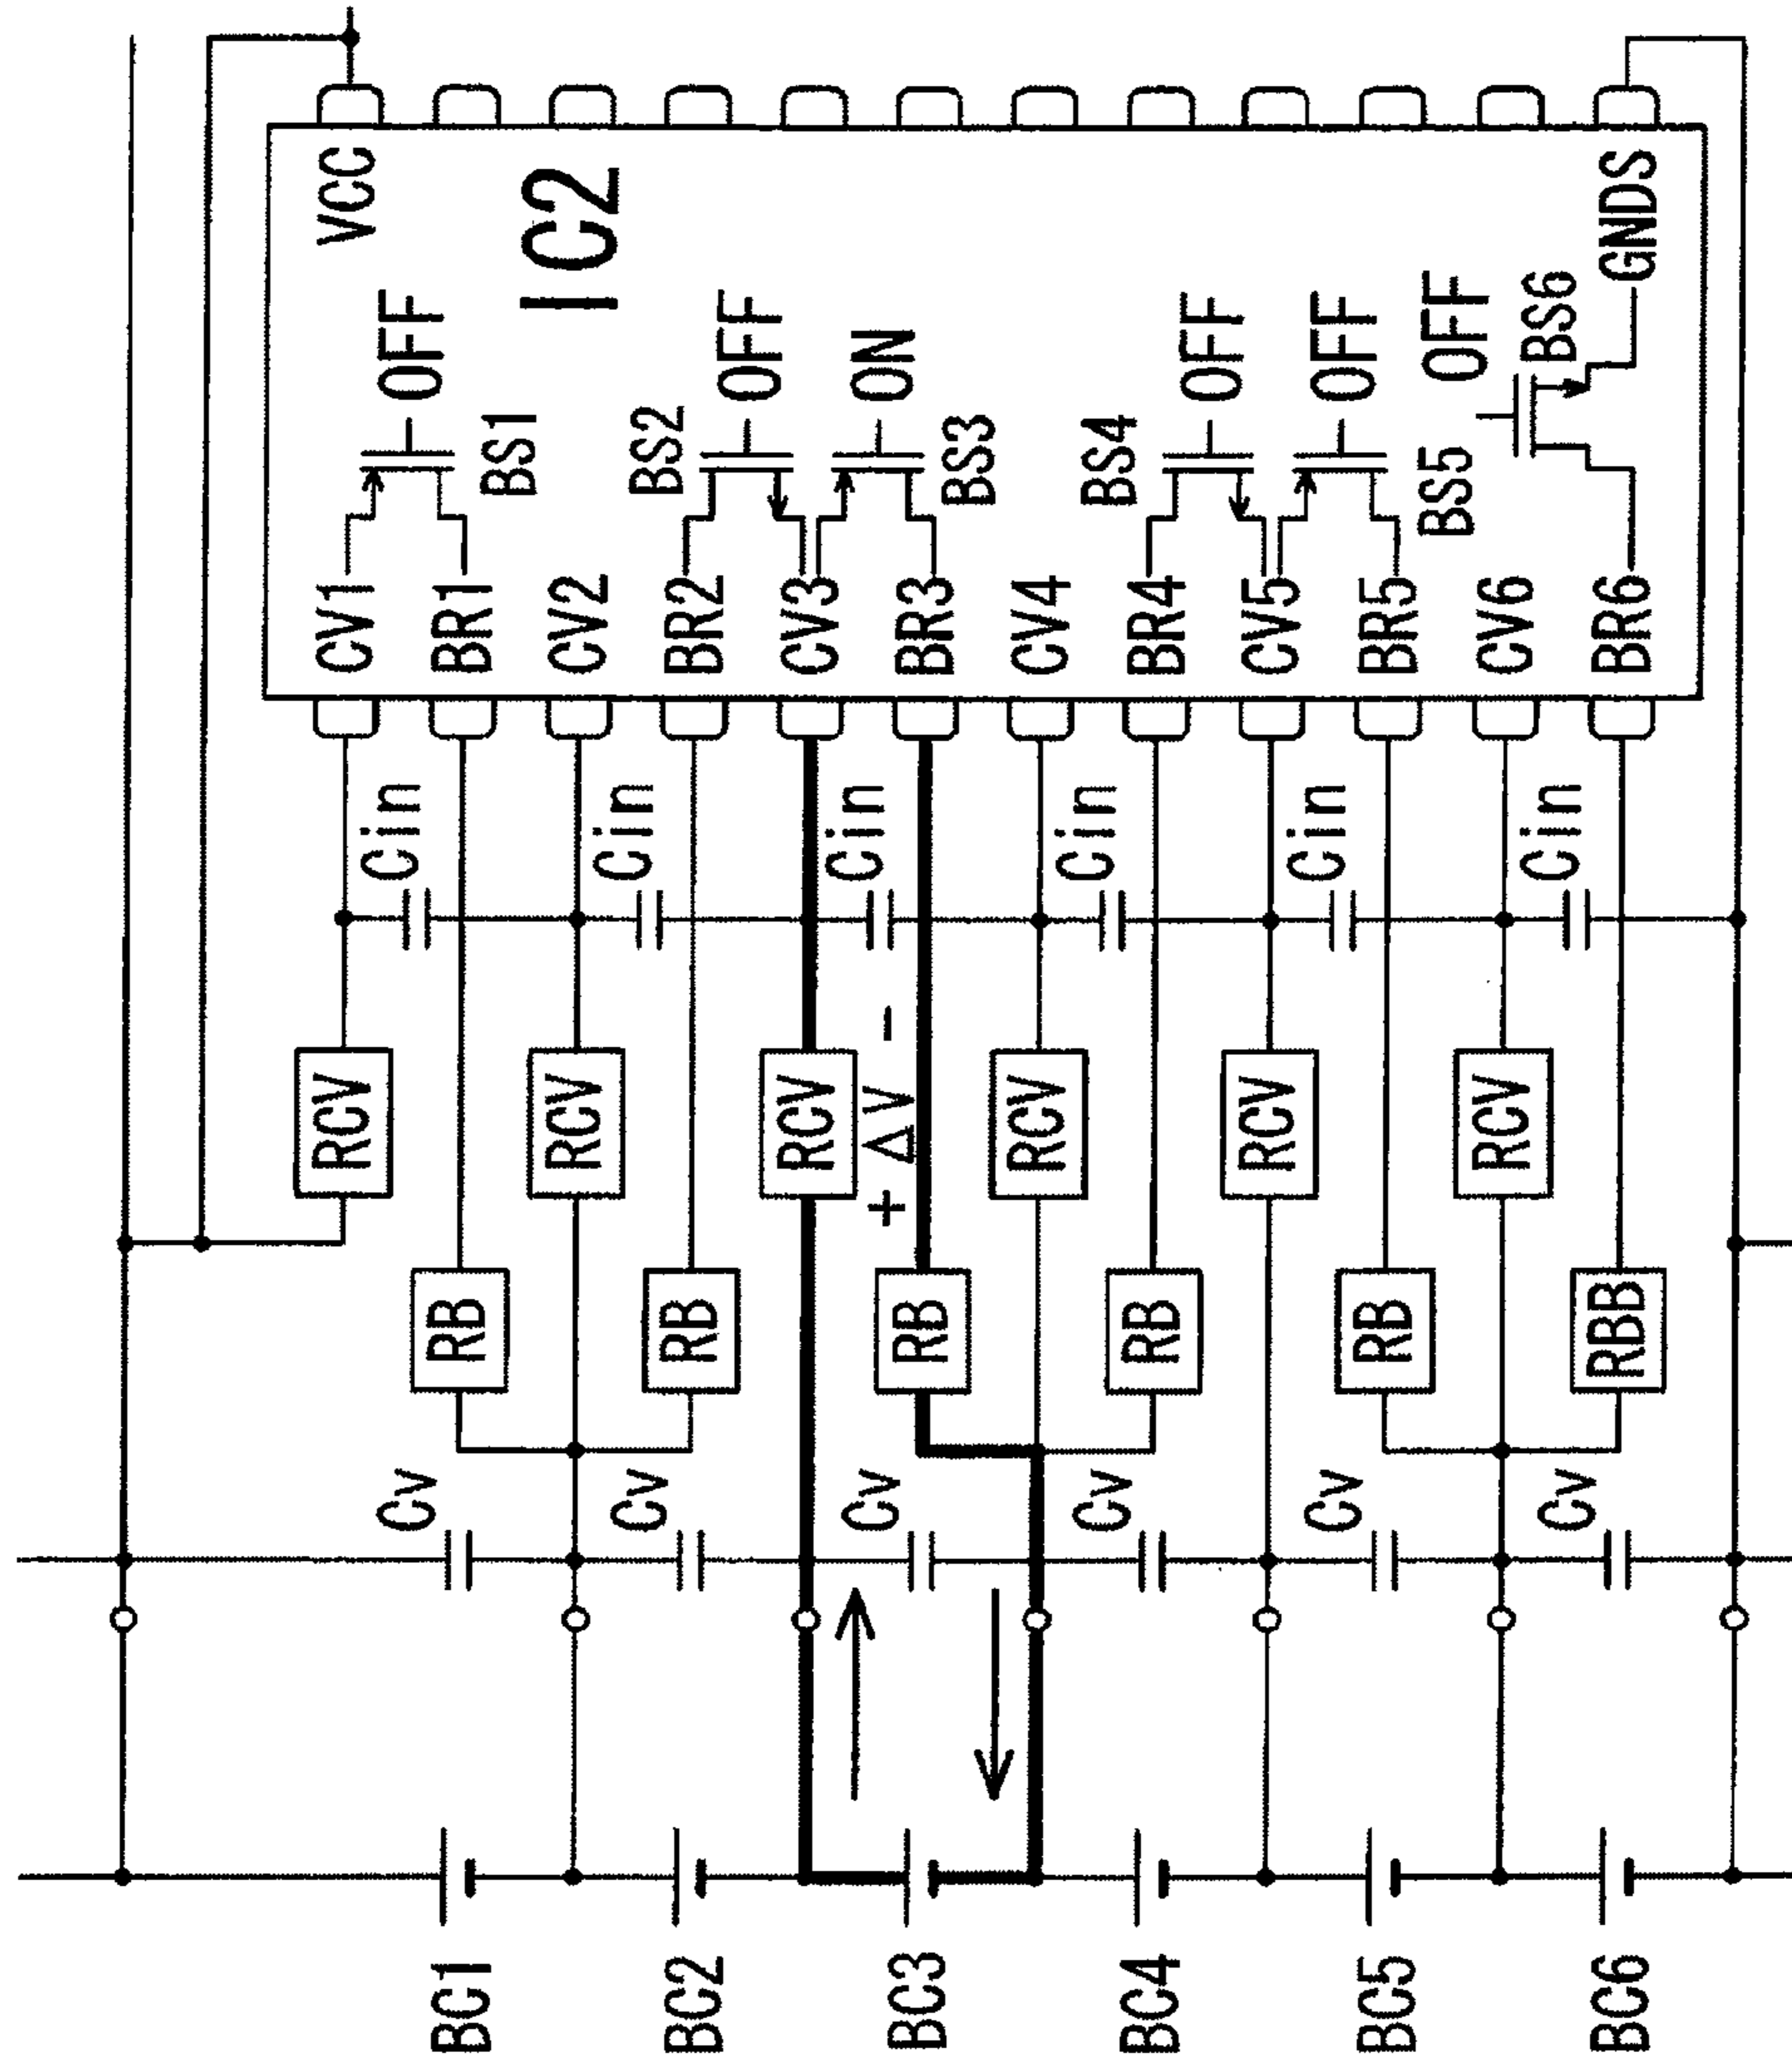 VCC
IC2
GNDS
OFF
OFF
ON
OFF
OFF
OFF
BS1
BS2
BS3
BS4
BS5
BS6
CV1
BR1
CV2
BR2
CV3
BR3
CV4
BR4
CV5
BR5
CV6
BR6
Cin
Cin
Cin
Cin
Cin
Cin
RCV
RCV
RCV
+ ΔV -
RCV
RCV
RCV
RB
RB
RB
RB
RB
RBB
Cv
Cv
Cv
Cv
Cv
Cv
BC1
BC2
BC3
BC4
BC5
BC6